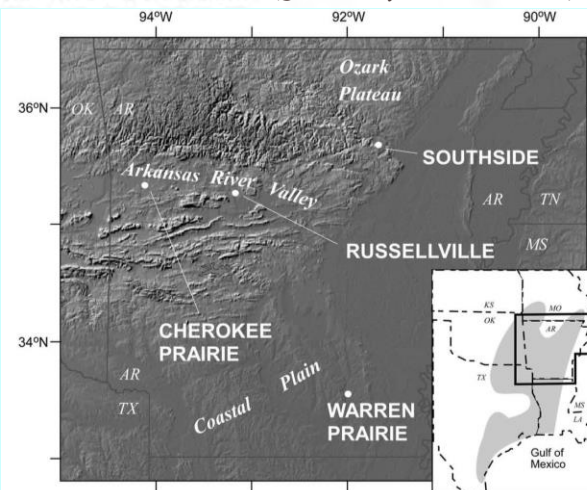 94°W 92°W 90°W
36°N
Ozark
Plateau
OK AR
SOUTHSIDE
Arkansas River Valley
AR TN
MS
RUSSELLVILLE
34°N
CHEROKEE
PRAIRIE
AR
TX
Coastal Plain
WARREN
PRAIRIE
KS MO
OK AR
TX
MS
LA
Gulf of
Mexico